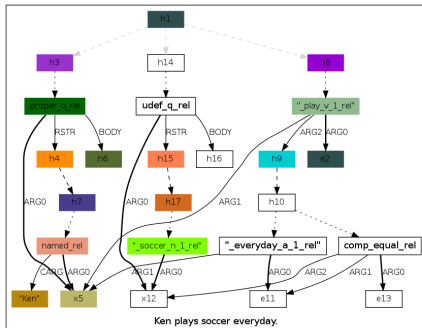 h1
h3
h14
h8
proper_q_rel
udef_q_rel
"_play_v_1_rel"
RSTR
BODY
RSTR
BODY
ARG2
ARG0
h4
h6
h15
h16
h9
e2
ARG0
ARG0
ARG1
h7
h17
h10
named_rel
"_soccer_n_1_rel"
"_everyday_a_1_rel"
comp_equal_rel
CARG
ARG0
ARG1
ARG0
ARG0
ARG2
ARG1
ARG0
"Ken"
x5
x12
e11
e13
Ken plays soccer everyday.